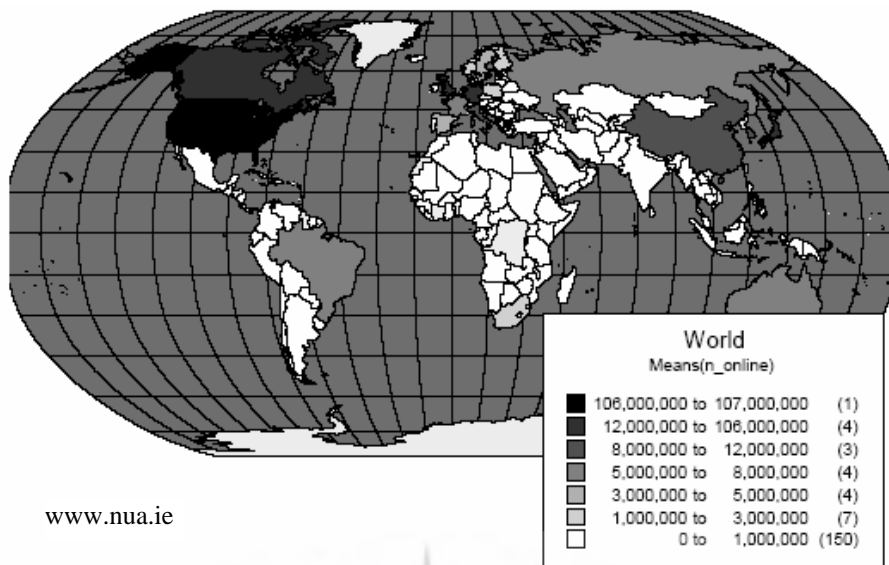 World
Means(n_online)
106,000,000 to 107,000,000 (1)
12,000,000 to 106,000,000 (4)
8,000,000 to 12,000,000 (3)
5,000,000 to 8,000,000 (4)
3,000,000 to 5,000,000 (4)
1,000,000 to 3,000,000 (7)
0 to 1,000,000 (150)
www.nua.ie